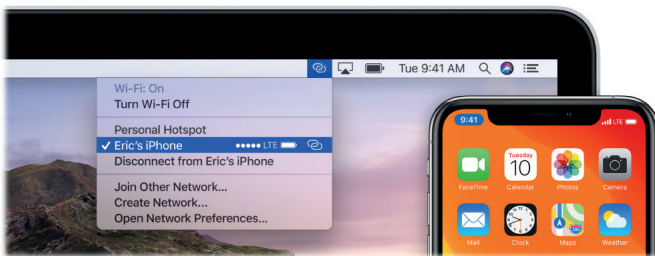 Tue 9:41 AM
Wi-Fi: On
Turn Wi-Fi Off
Personal Hotspot
✓ Eric's iPhone ●●●●● LTE
Disconnect from Eric's iPhone
Join Other Network...
Create Network...
Open Network Preferences...
9:41
LTE
Tuesday
10
FaceTime
Calendar
Photos
Camera
Mail
Clock
Maps
Weather